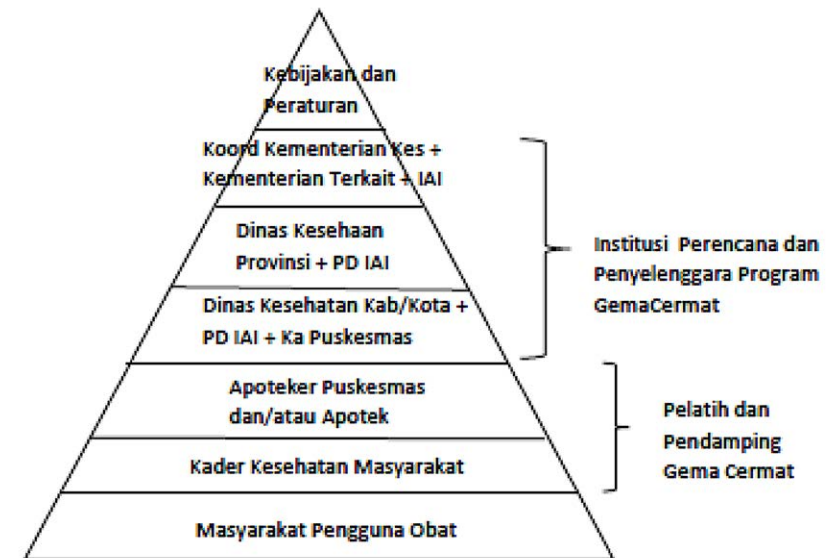 Kebijakan dan
Peraturan
Koord Kementerian Kes +
Kementerian Terkait + IAI
Dinas Kesehaan
Provinsi + PD IAI
Dinas Kesehatan Kab/Kota +
PD IAI + Ka Puskesmas
Institusi Perencana dan
Penyelenggara Program
GemaCermat
Apoteker Puskesmas
dan/atau Apotek
Kader Kesehatan Masyarakat
Pelatih dan
Pendamping
Gema Cermat
Masyarakat Pengguna Obat